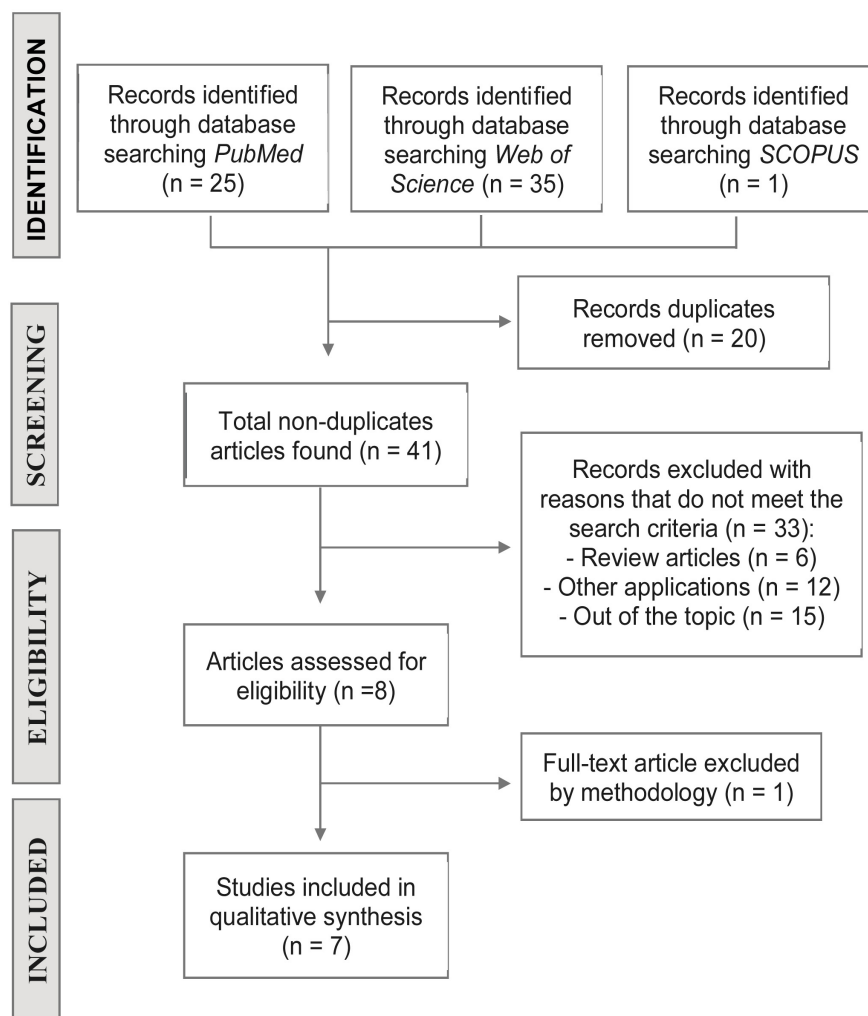 IDENTIFICATION
Records identified
through database
searching PubMed
(n = 25)
Records identified
through database
searching Web of
Science (n = 35)
Records identified
through database
searching SCOPUS
(n = 1)
Records duplicates
removed (n = 20)
SCREENING
Total non-duplicates
articles found (n = 41)
Records excluded with
reasons that do not meet the
search criteria (n = 33):
- Review articles (n = 6)
- Other applications (n = 12)
- Out of the topic (n = 15)
ELIGIBILITY
Articles assessed for
eligibility (n =8)
Full-text article excluded
by methodology (n = 1)
INCLUDED
Studies included in
qualitative synthesis
(n = 7)